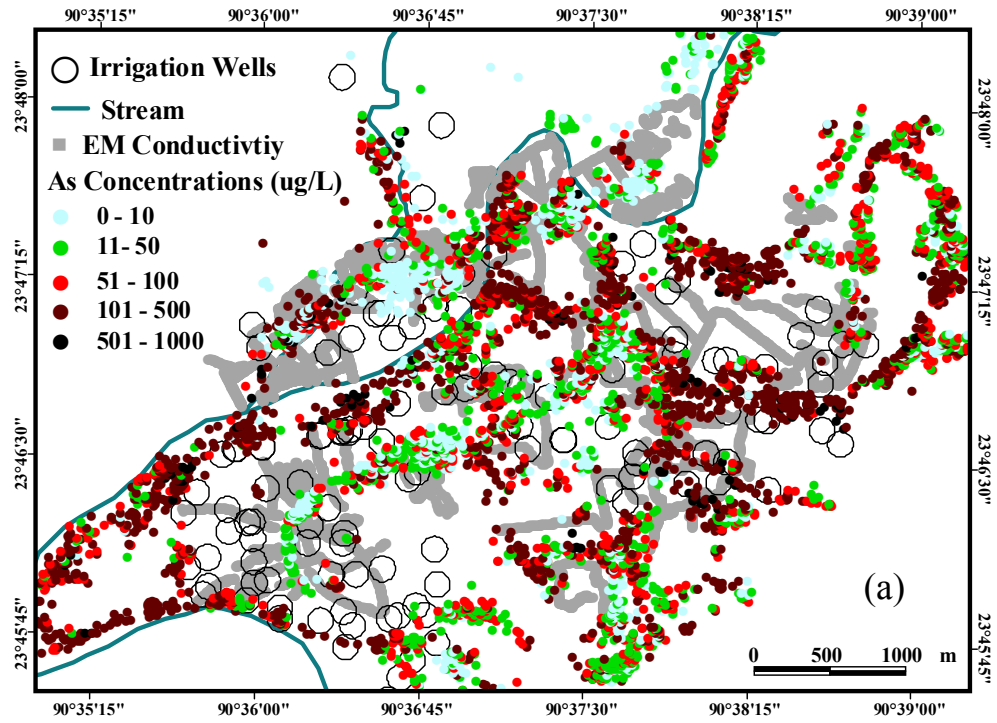 90°35'15" 90°36'00" 90°36'45" 90°37'30" 90°38'15" 90°39'00"
Irrigation Wells
Stream
EM Conductivtiy
As Concentrations (ug/L)
0 - 10
11- 50
51 - 100
101 - 500
501 - 1000
23°48'00"
23°47'15"
23°46'30"
23°45'45"
23°48'00"
23°47'15"
23°46'30"
23°45'45"
(a)
0 500 1000 m
90°35'15" 90°36'00" 90°36'45" 90°37'30" 90°38'15" 90°39'00"